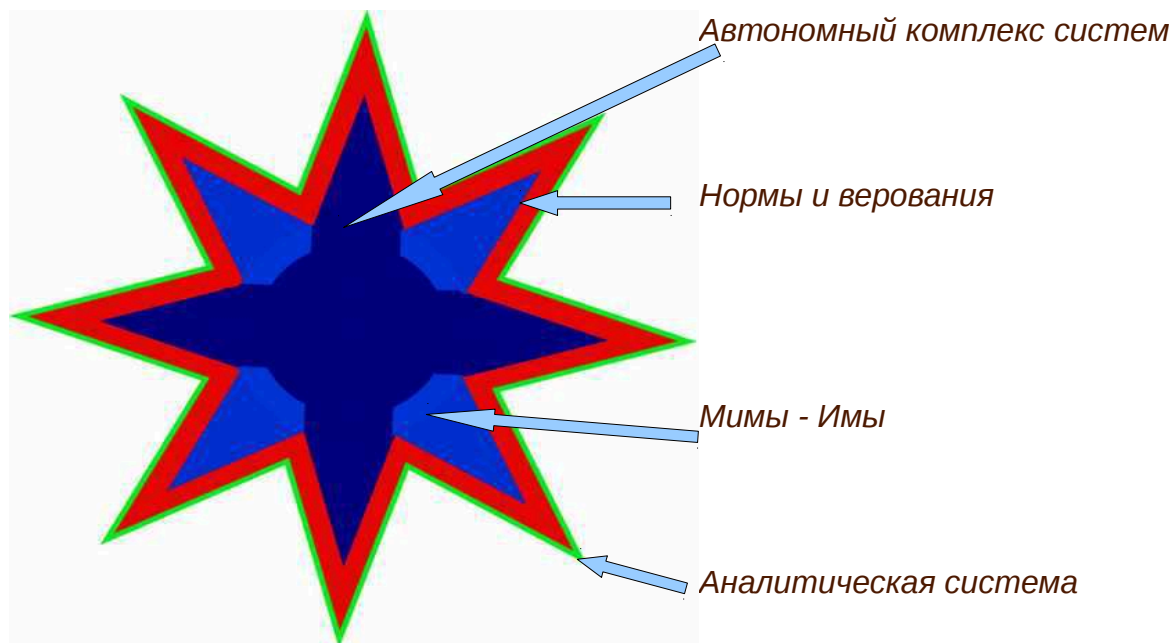 Автономный комплекс систем
Нормы и верования
Мимы - Имы
Аналитическая система